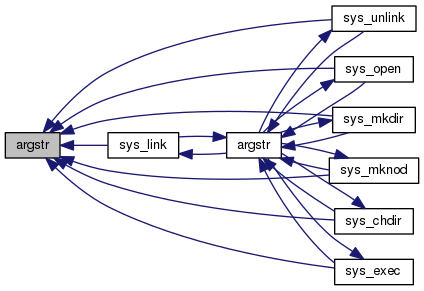 argstr
sys_link
argstr
sys_unlink
sys_open
sys_mkdir
sys_mknod
sys_chdir
sys_exec